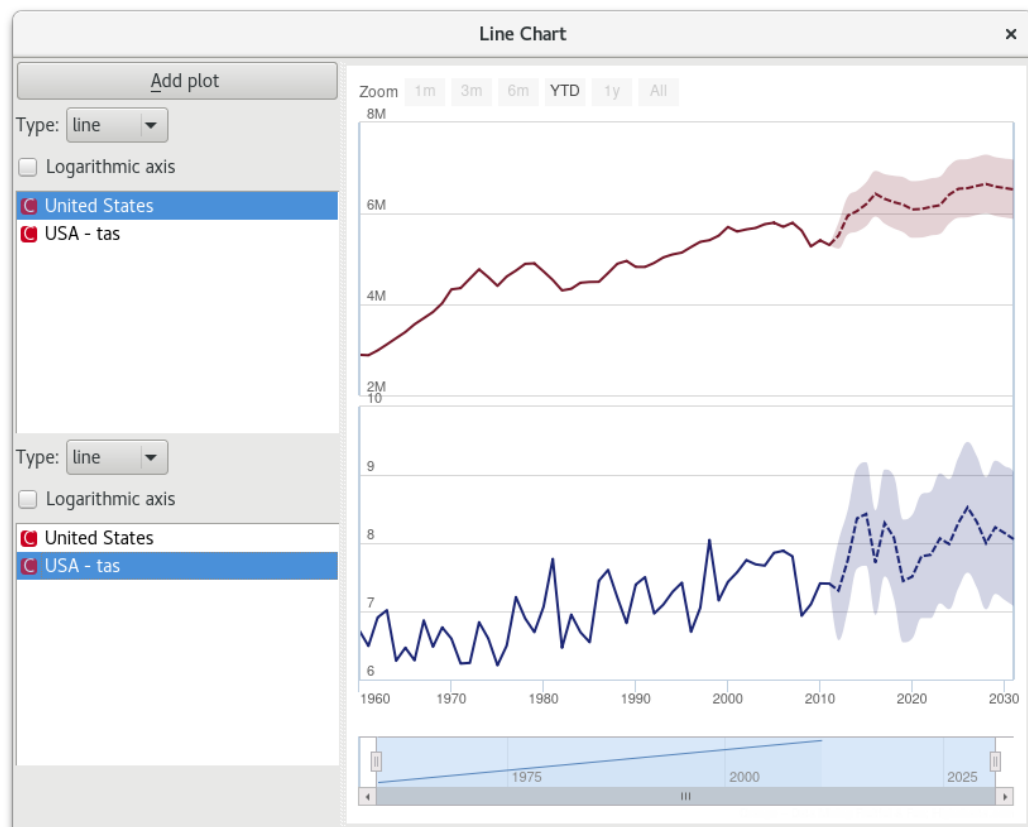 Line Chart ×
Add plot
Type: line
Logarithmic axis
C United States
C USA - tas
Type: line
Logarithmic axis
C United States
C USA - tas
Zoom 1m 3m 6m YTD 1y All
8M
6M
4M
2M
10
9
8
7
6
1960 1970 1980 1990 2000 2010 2020 2030
1975 2000 2025